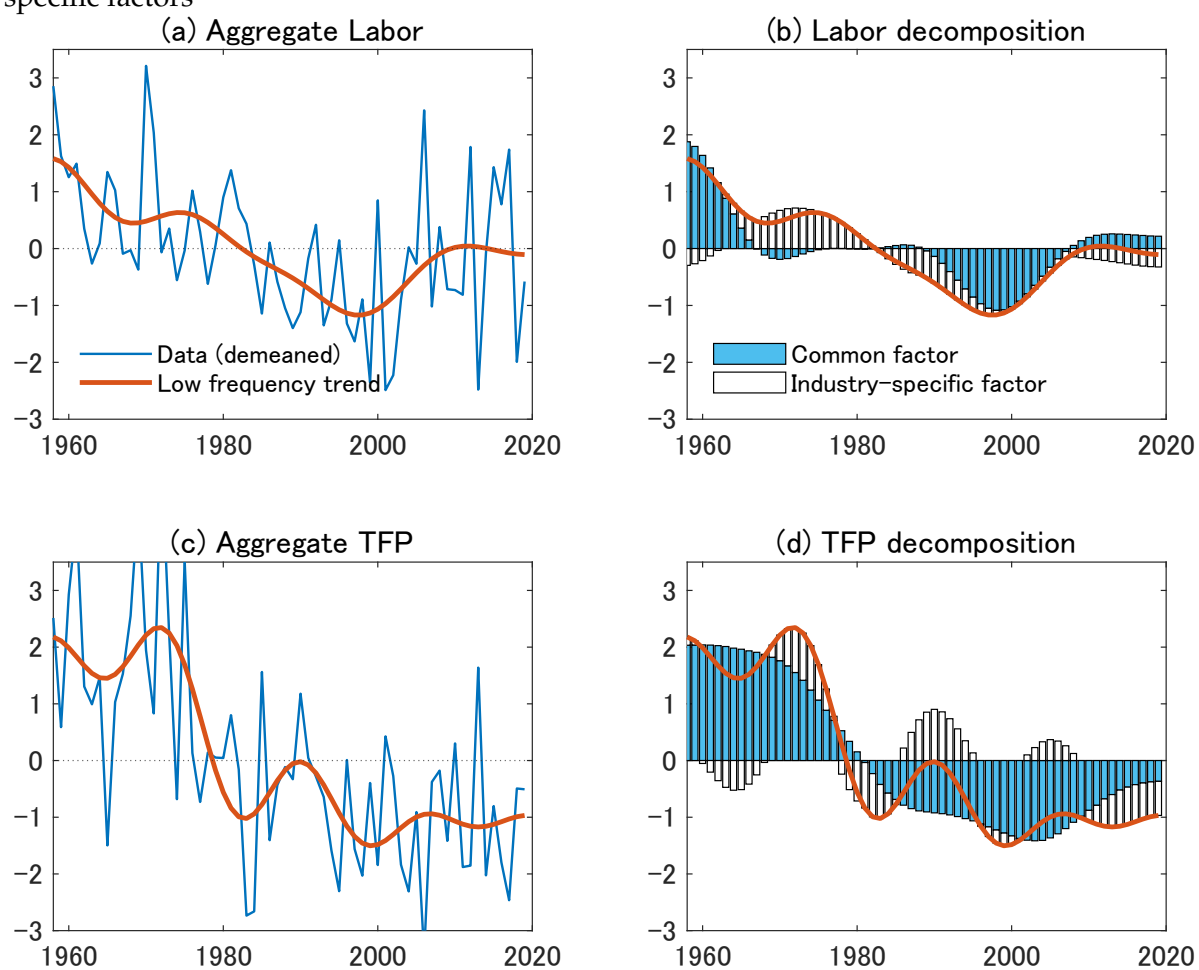 specific factors
(a) Aggregate Labor
3
2
1
0
−1
−2
−3
Data (demeaned)
Low frequency trend
1960 1980 2000 2020
(b) Labor decomposition
3
2
1
0
−1
−2
−3
Common factor
Industry−specific factor
1960 1980 2000 2020
(c) Aggregate TFP
3
2
1
0
−1
−2
−3
1960 1980 2000 2020
(d) TFP decomposition
3
2
1
0
−1
−2
−3
1960 1980 2000 2020